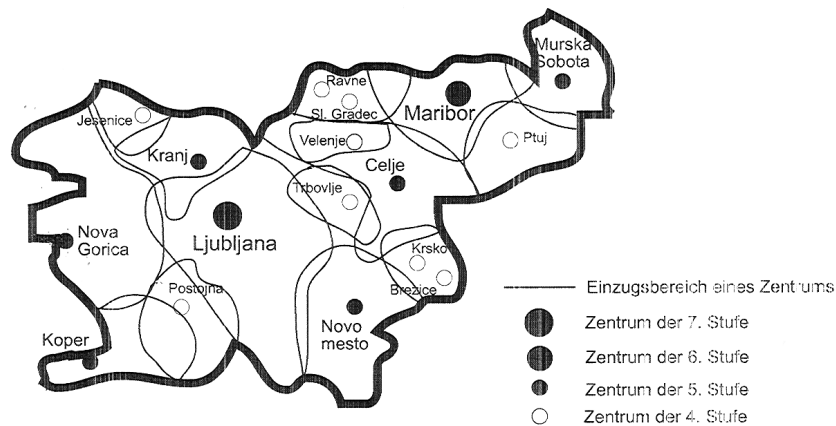 Murska
Sobota
Ravne
Sl. Gradec
Maribor
Jesenice
Velenje
Ptuj
Kranj
Celje
Trbovlje
Nova
Gorica
Ljubljana
Krsko
Brezice
Postojna
Novo
mesto
Koper
Einzugsbereich eines Zentrums
Zentrum der 7. Stufe
Zentrum der 6. Stufe
Zentrum der 5. Stufe
Zentrum der 4. Stufe